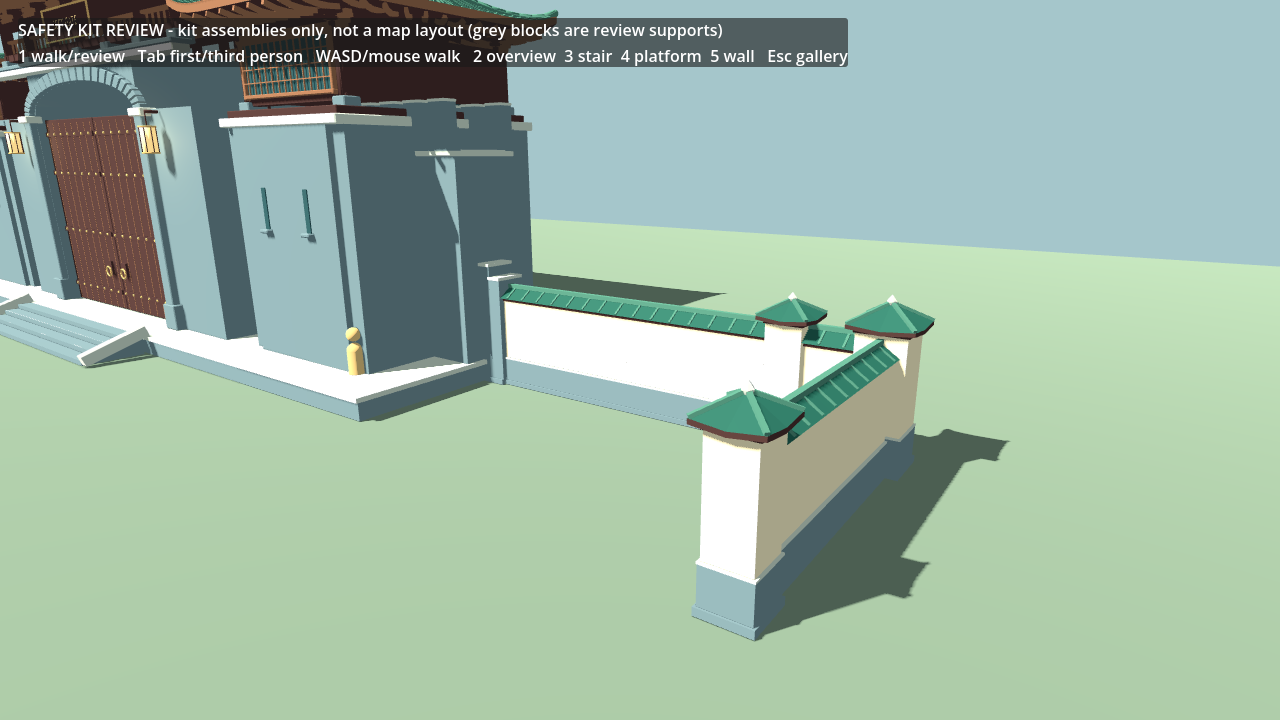 SAFETY KIT REVIEW - kit assemblies only, not a map layout (grey blocks are review supports)
1 walk/review   Tab first/third person   WASD/mouse walk   2 overview  3 stair  4 platform  5 wall   Esc gallery